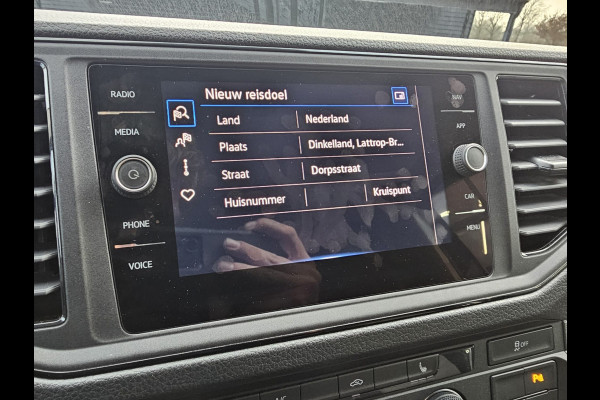 Nieuw reisdoel
RADIO
MEDIA
PHONE
VOICE
Land Nederland
Plaats Dinkelland, Lattrop-Br...
Straat Dorpsstraat
Huisnummer Kruispunt
NAV
APP
CAR
MENU
A/C
OFF